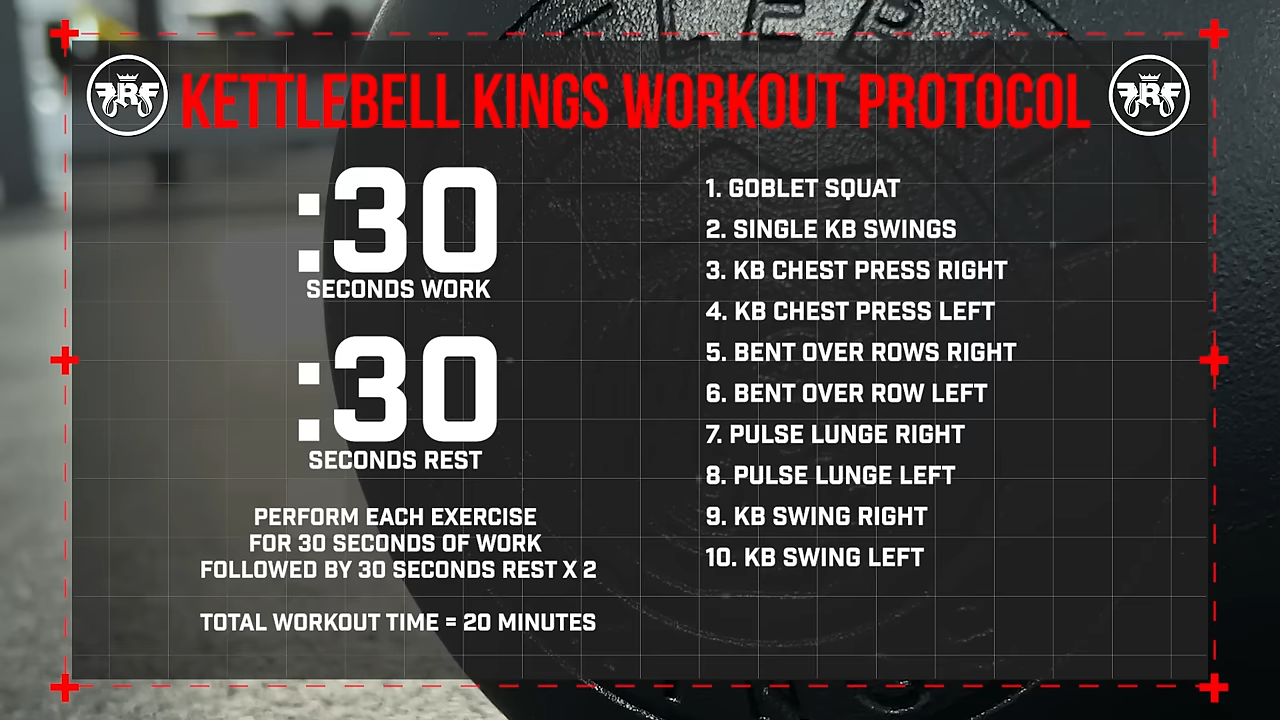 KETTLEBELL KINGS WORKOUT PROTOCOL
:30
SECONDS WORK
:30
SECONDS REST
PERFORM EACH EXERCISE
FOR 30 SECONDS OF WORK
FOLLOWED BY 30 SECONDS REST X 2
TOTAL WORKOUT TIME = 20 MINUTES
1. GOBLET SQUAT
2. SINGLE KB SWINGS
3. KB CHEST PRESS RIGHT
4. KB CHEST PRESS LEFT
5. BENT OVER ROWS RIGHT
6. BENT OVER ROW LEFT
7. PULSE LUNGE RIGHT
8. PULSE LUNGE LEFT
9. KB SWING RIGHT
10. KB SWING LEFT